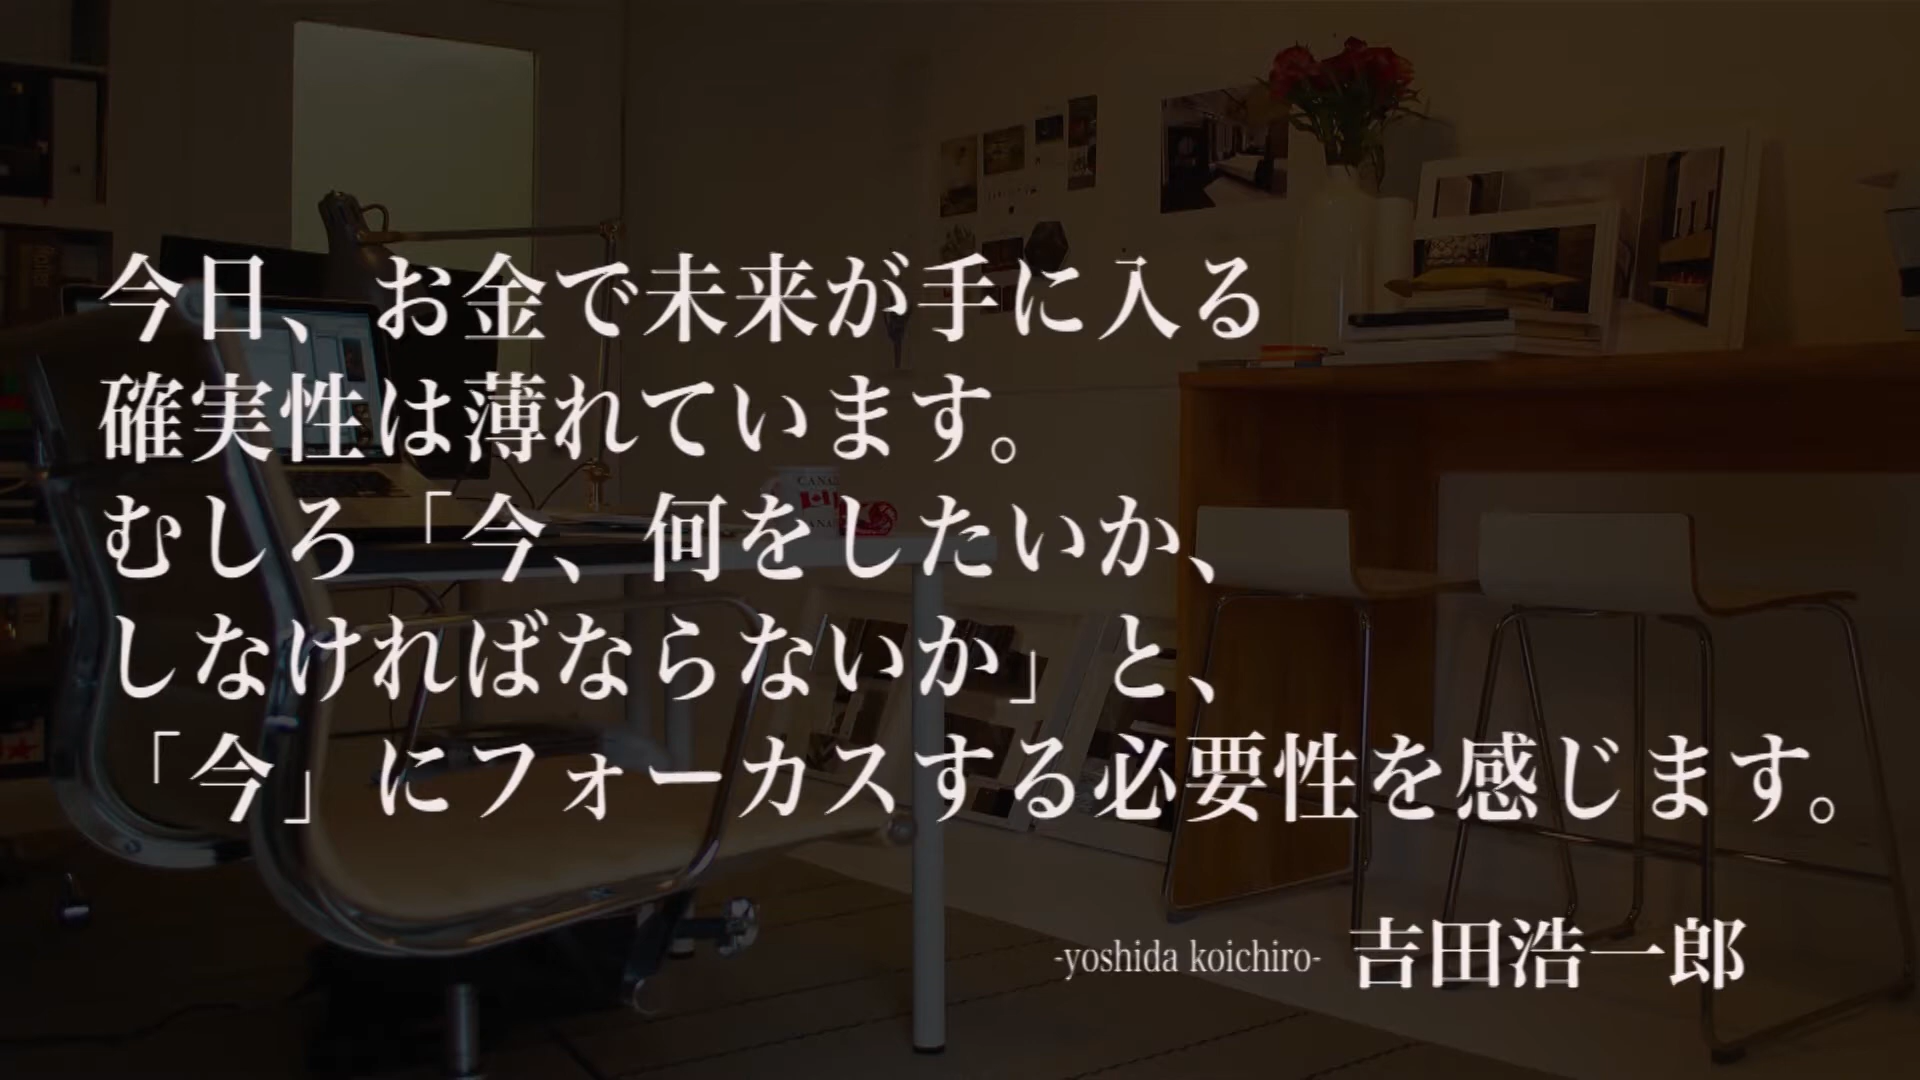 今日、お金で未来が手に入る
確実性は薄れています。
むしろ「今、何をしたいか、
しなければならないか」と、
「今」にフォーカスする必要性を感じます。
-yoshida koichiro- 吉田浩一郎
CANADA